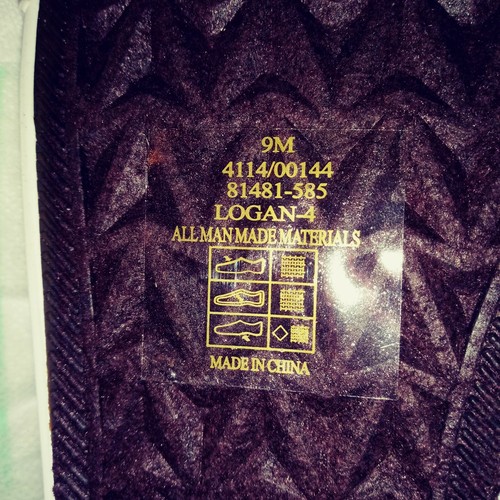 9M
4114/00144
81481-585
LOGAN-4
ALL MAN MADE MATERIALS
MADE IN CHINA